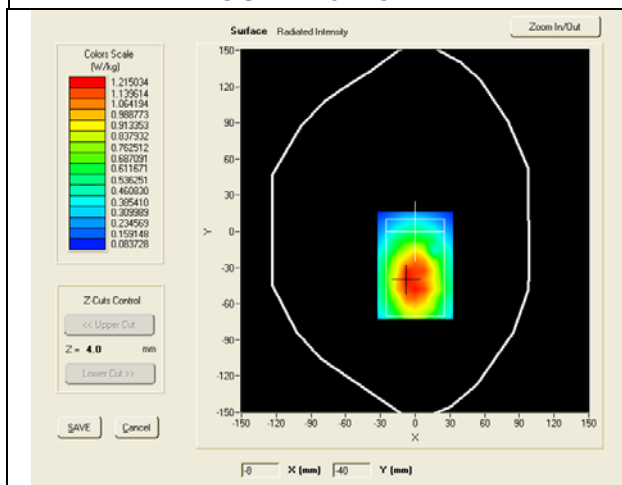 Surface Radiated Intensity
Zoom In/Out
Colors Scale
(W/kg)
1.215034
1.139614
1.064194
0.988773
0.913353
0.837932
0.762512
0.687091
0.611671
0.536251
0.460830
0.385410
0.309989
0.234569
0.159148
0.083728
150-
120-
90-
60-
30-
0-
-30-
-60-
-90-
-120-
-150-
Y
-150 -120 -90 -60 -30 0 30 60 90 120 150
X
Z-Cuts Control
<< Upper Cut
Z = 4.0 mm
Lower Cut >>
SAVE Cancel
-8 X (mm) -40 Y (mm)